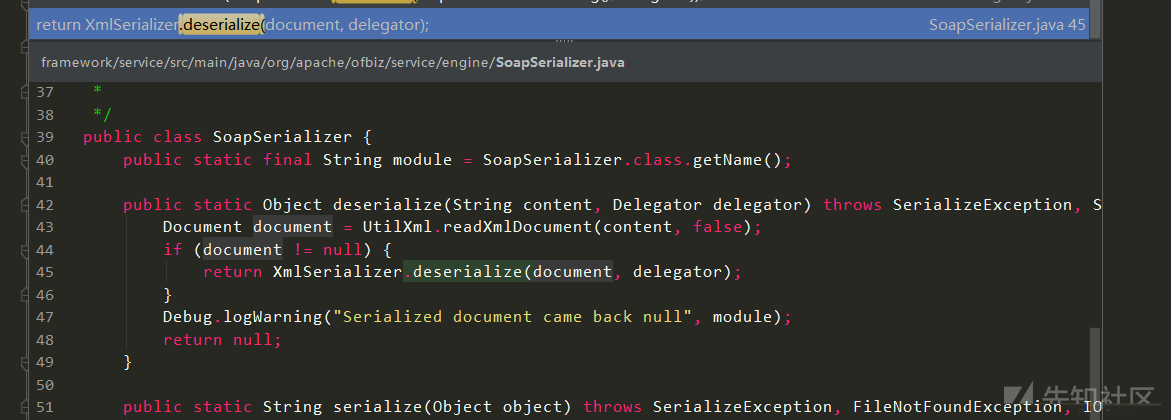 return XmlSerializer.deserialize(document, delegator); SoapSerializer.java 45
framework/service/src/main/java/org/apache/ofbiz/service/engine/SoapSerializer.java
37 *
38 */
39 public class SoapSerializer {
40 public static final String module = SoapSerializer.class.getName();
41
42 public static Object deserialize(String content, Delegator delegator) throws SerializeException, S
43 Document document = UtilXml.readXmlDocument(content, false);
44 if (document != null) {
45 return XmlSerializer.deserialize(document, delegator);
46 }
47 Debug.logWarning("Serialized document came back null", module);
48 return null;
49 }
50
51 public static String serialize(Object object) throws SerializeException, FileNotFoundException, IO
先知社区